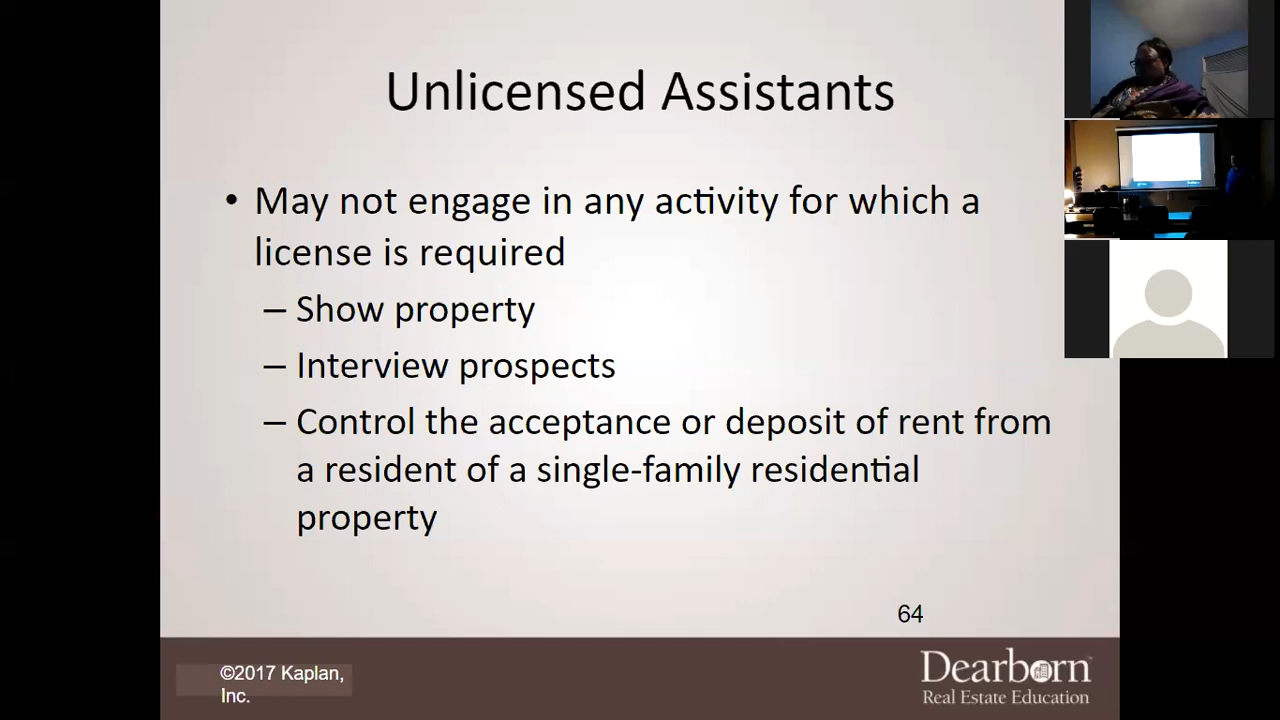 Unlicensed Assistants
• May not engage in any activity for which a
license is required
– Show property
– Interview prospects
– Control the acceptance or deposit of rent from
a resident of a single-family residential
property
64
©2017 Kaplan,
Inc.
Dearborn™
Real Estate Education